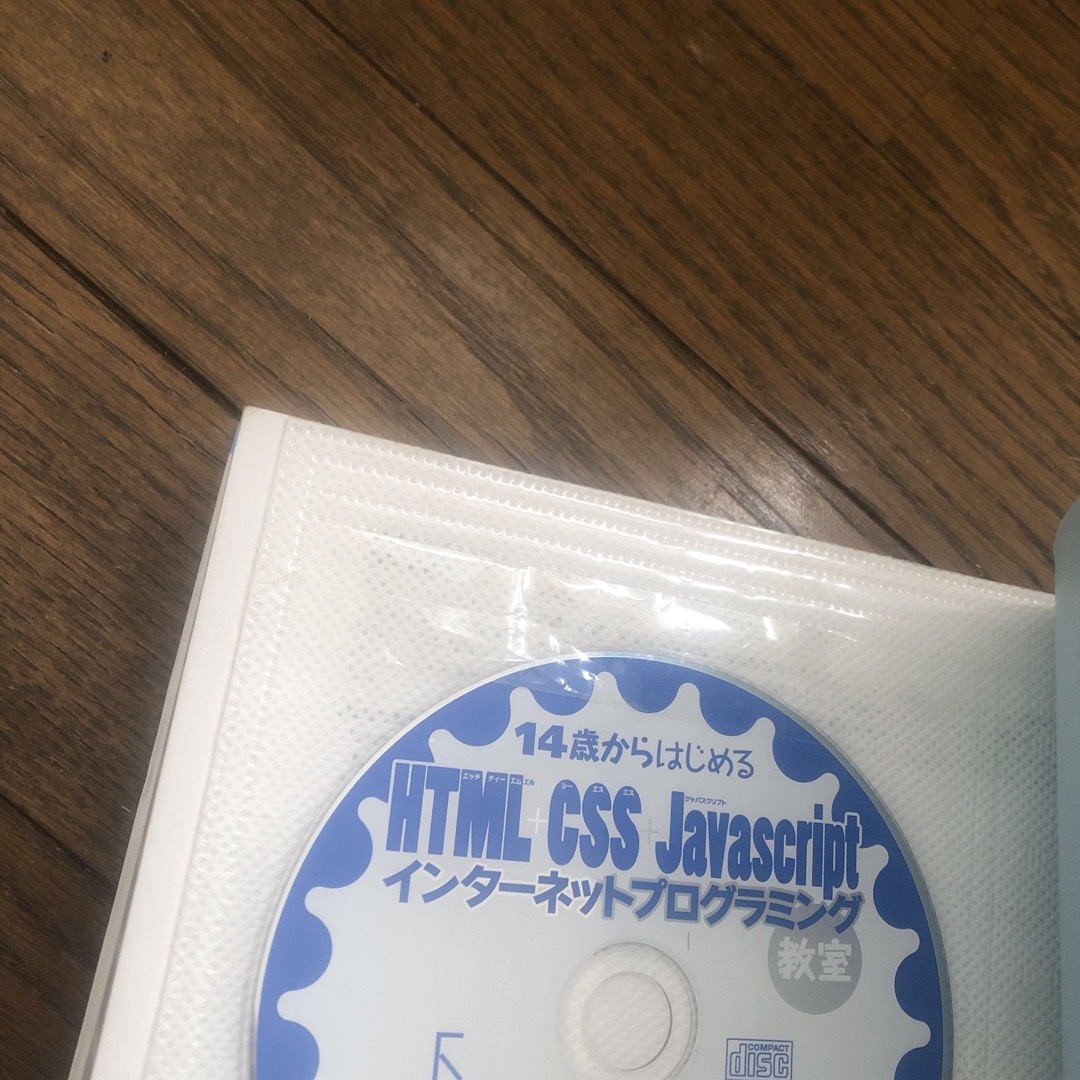 14歳からはじめる
エッチ ティー エム エル シー エス エス ジャバスクリプト
HTML+CSS+Javascript
インターネットプログラミング
教室
COMPACT
disc